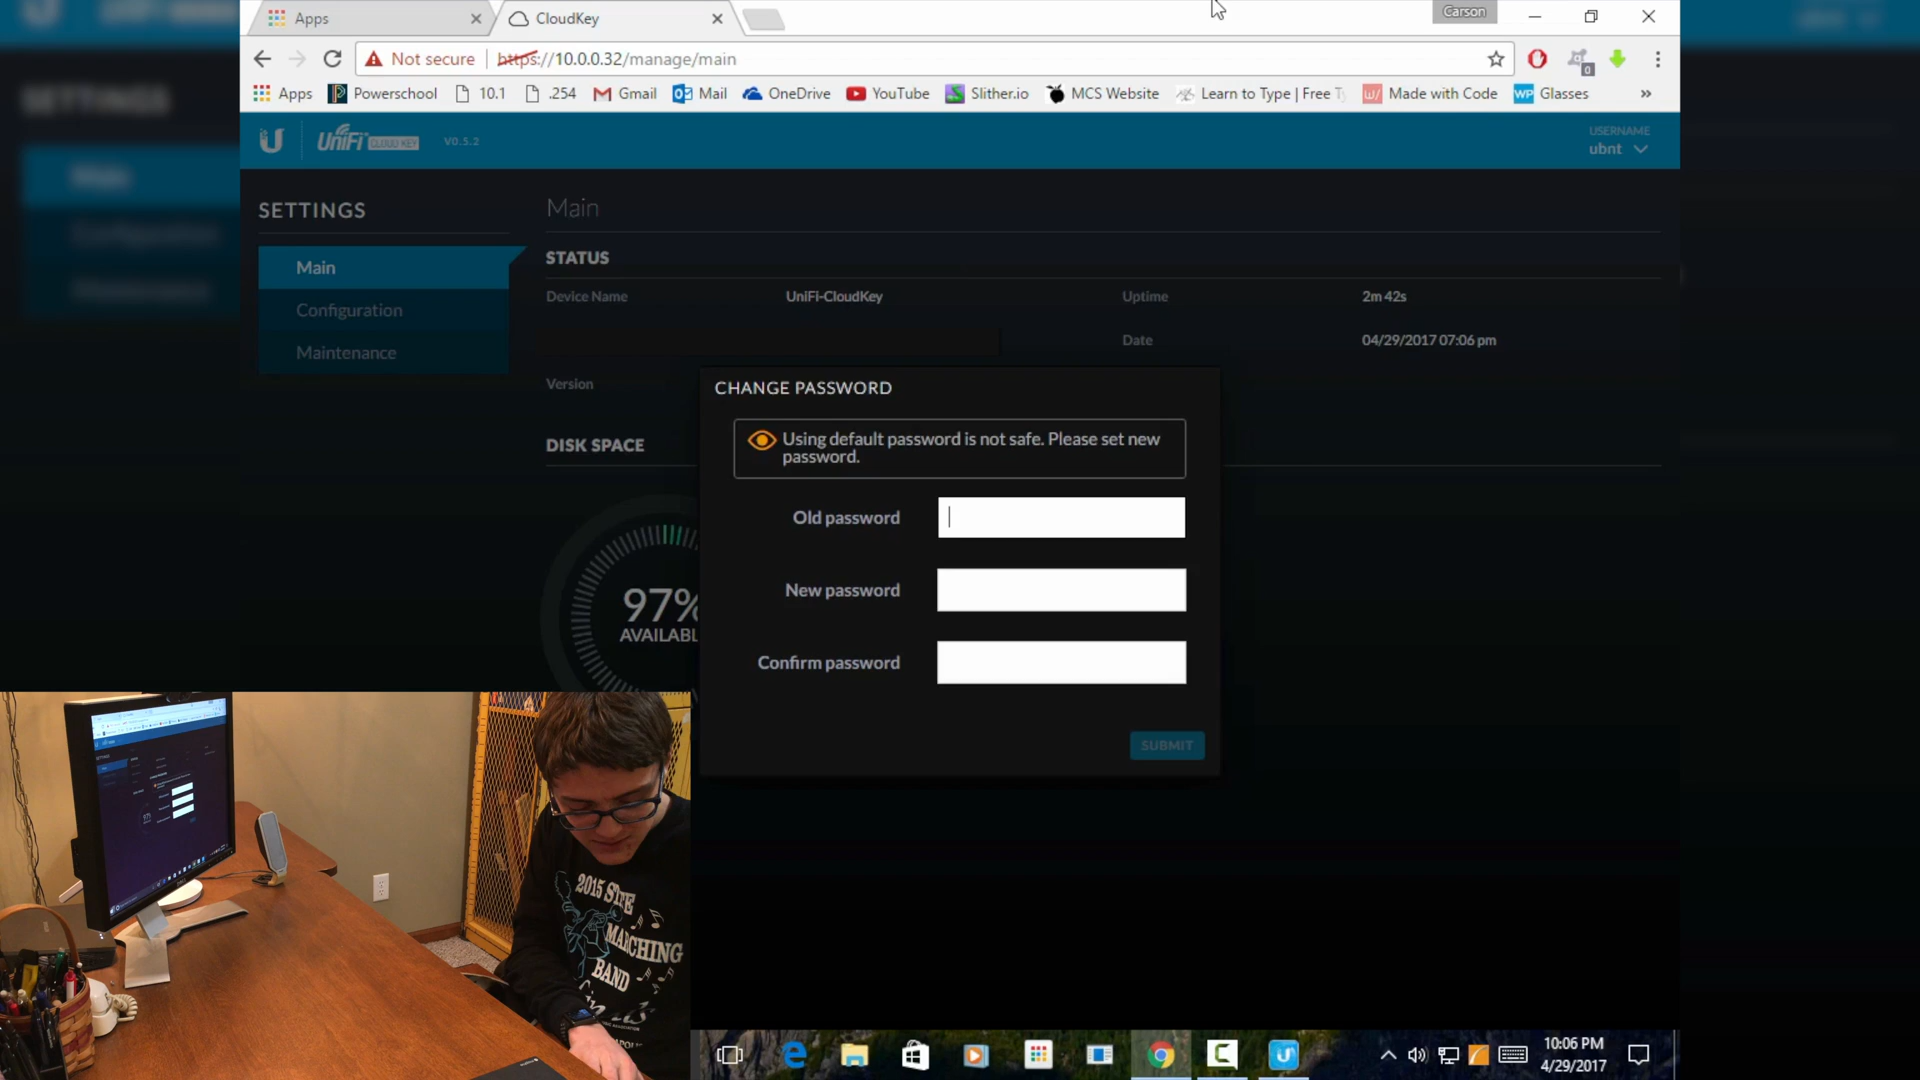 Apps
CloudKey
Carson
Not secure
https://10.0.0.32/manage/main
Apps
Powerschool
10.1
.254
Gmail
Mail
OneDrive
YouTube
Slither.io
MCS Website
Learn to Type | Free
Made with Code
Glasses
UniFi CLOUD KEY
V0.5.2
USERNAME
ubnt
SETTINGS
Main
Configuration
Maintenance
Main
STATUS
Device Name
UniFi-CloudKey
Uptime
2m 42s
Date
04/29/2017 07:06 pm
Version
DISK SPACE
97%
AVAILABL
CHANGE PASSWORD
Using default password is not safe. Please set new
password.
Old password
New password
Confirm password
SUBMIT
2015 STATE
MARCHING
BAND
10:06 PM
4/29/2017